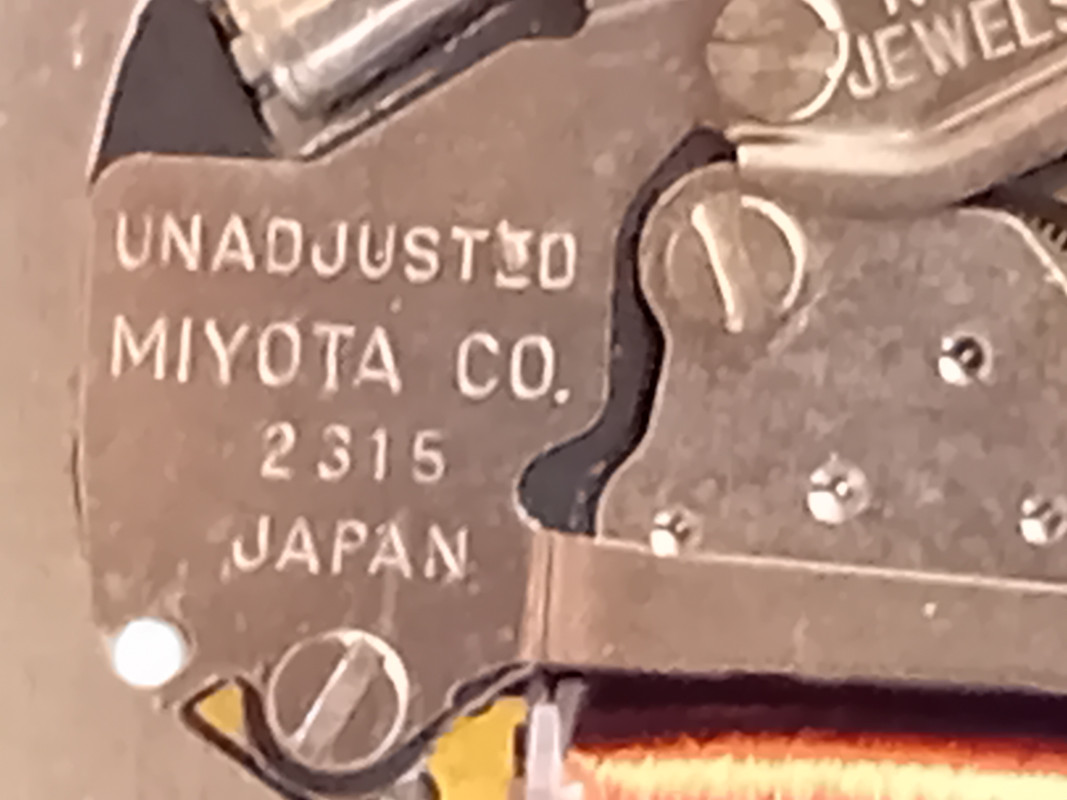 JEWELS
UNADJUSTED
MIYOTA CO.
2315
JAPAN